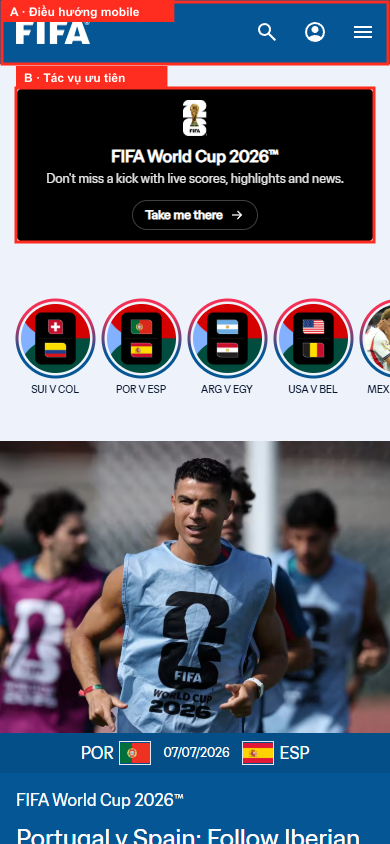 A · Điều hướng mobile
FIFA
B · Tác vụ ưu tiên
FIFA World Cup 2026™
Don't miss a kick with live scores, highlights and news.
Take me there →
SUI V COL
POR V ESP
ARG V EGY
USA V BEL
MEX
FIFA
WORLD CUP
2026
POR
07/07/2026
ESP
FIFA World Cup 2026™
Portugal v Spain: Follow Iberian